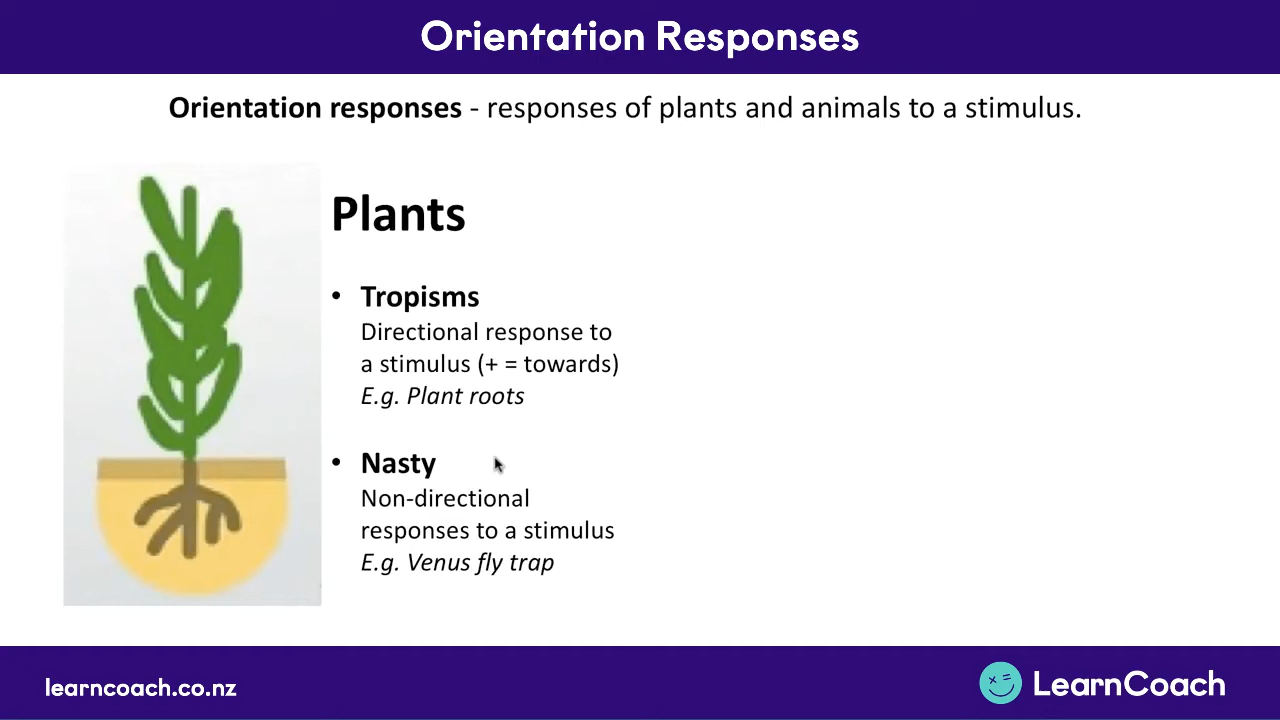 Orientation Responses
Orientation responses - responses of plants and animals to a stimulus.
Plants
• Tropisms
Directional response to
a stimulus (+ = towards)
E.g. Plant roots
• Nasty
Non-directional
responses to a stimulus
E.g. Venus fly trap
learncoach.co.nz
LearnCoach